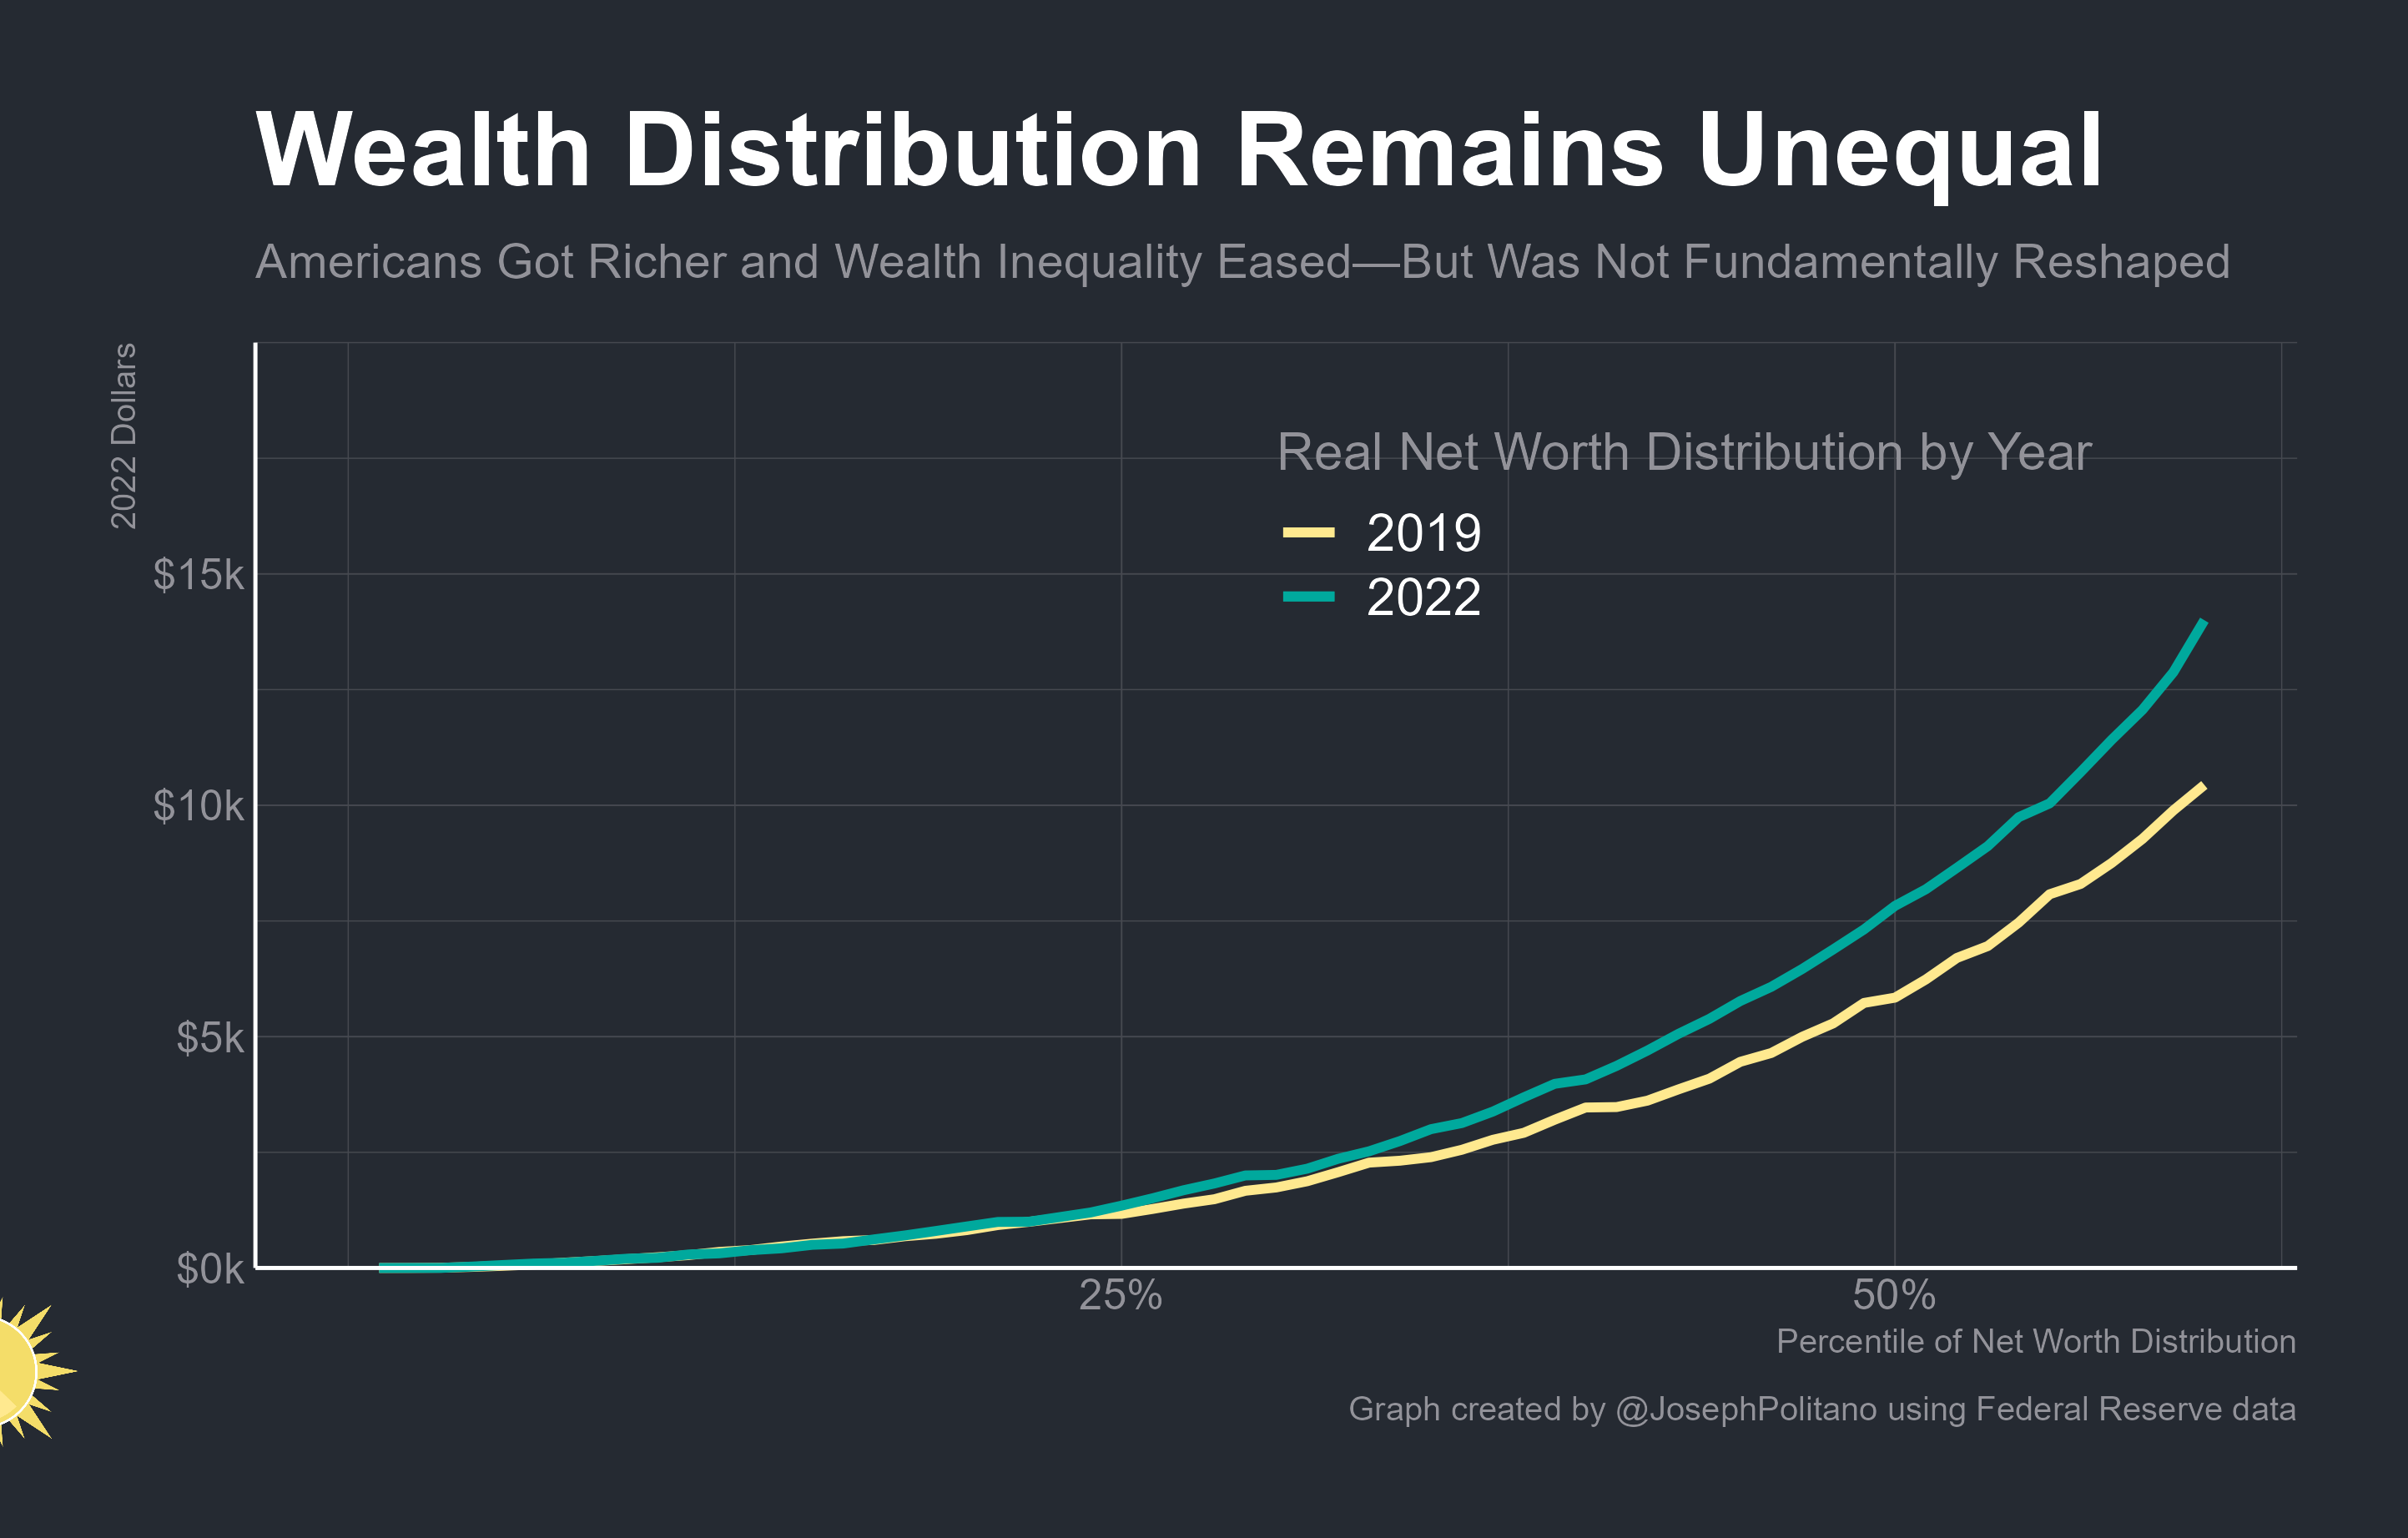 Wealth Distribution Remains Unequal
Americans Got Richer and Wealth Inequality Eased—But Was Not Fundamentally Reshaped
2022 Dollars
Real Net Worth Distribution by Year
2019
2022
$15k
$10k
$5k
$0k
25%
50%
Percentile of Net Worth Distribution
Graph created by @JosephPolitano using Federal Reserve data